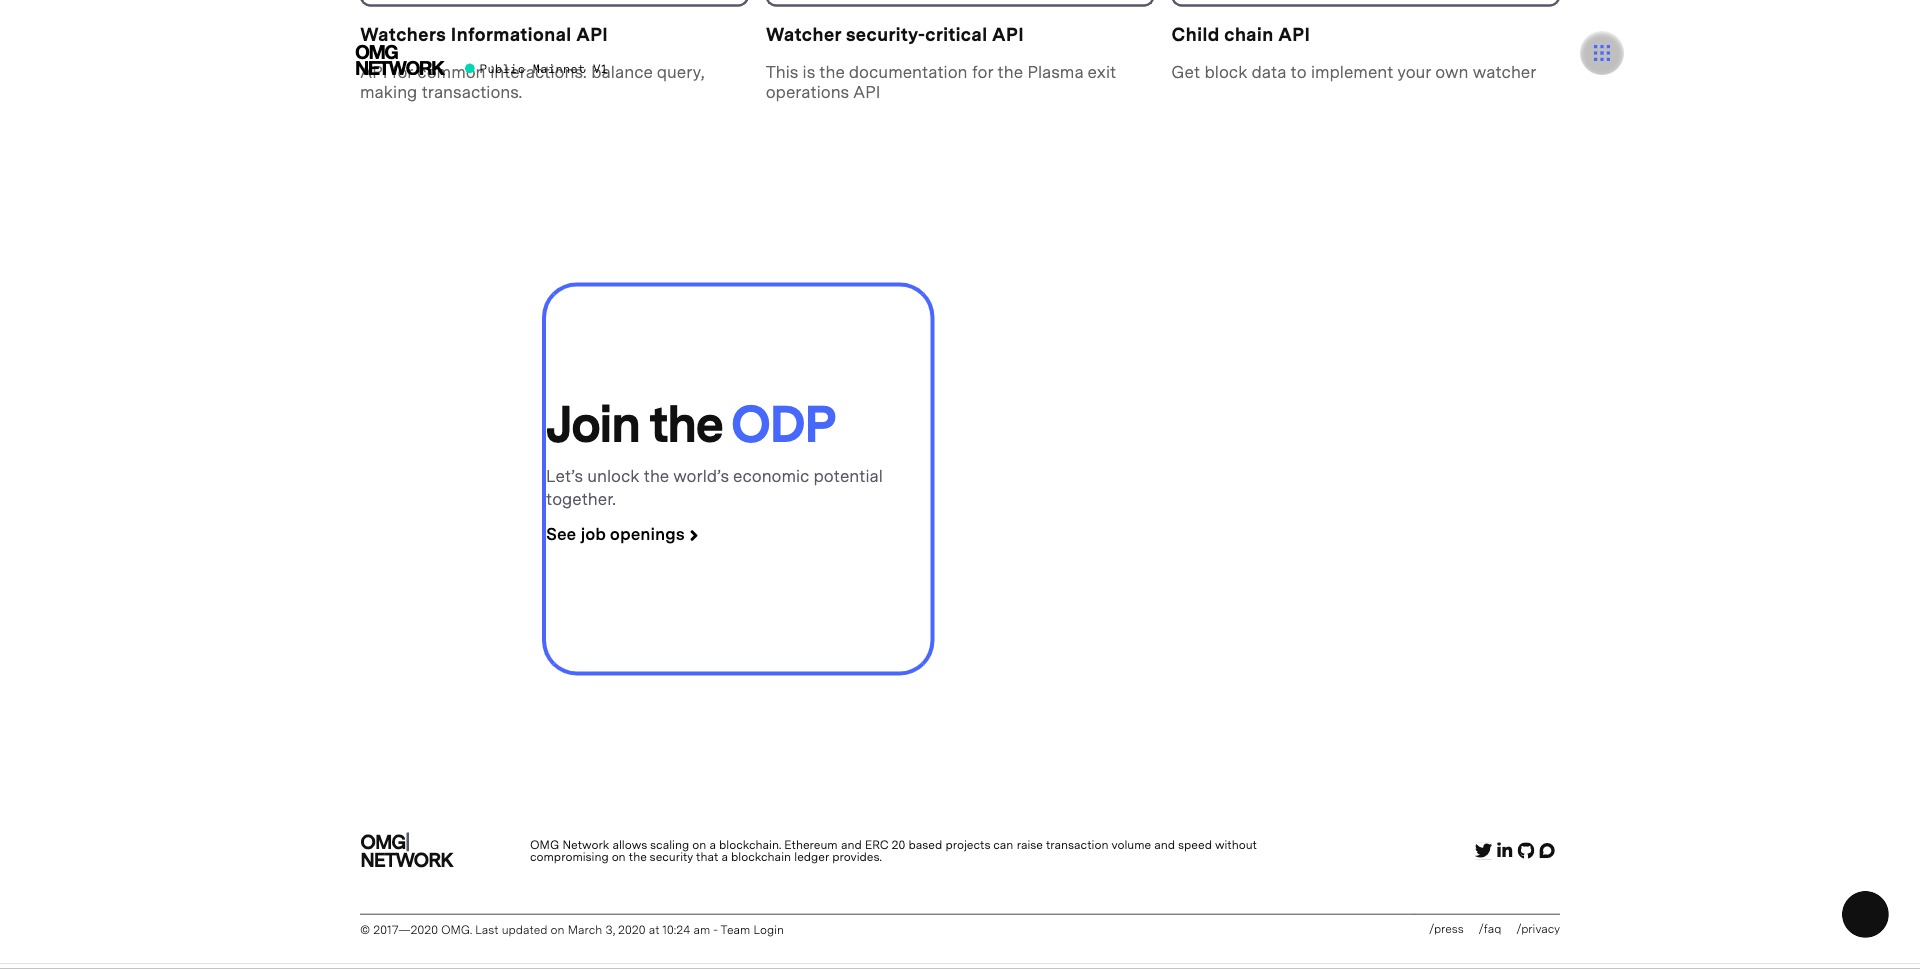 Watchers Informational API
API for common interactions: balance query,
making transactions.
Watcher security-critical API
This is the documentation for the Plasma exit
operations API
Child chain API
Get block data to implement your own watcher
OMG
NETWORK
Public Mainnet V1
Join the ODP
Let’s unlock the world’s economic potential
together.
See job openings
OMG
NETWORK
OMG Network allows scaling on a blockchain. Ethereum and ERC 20 based projects can raise transaction volume and speed without
compromising on the security that a blockchain ledger provides.
© 2017—2020 OMG. Last updated on March 3, 2020 at 10:24 am - Team Login
/press /faq /privacy